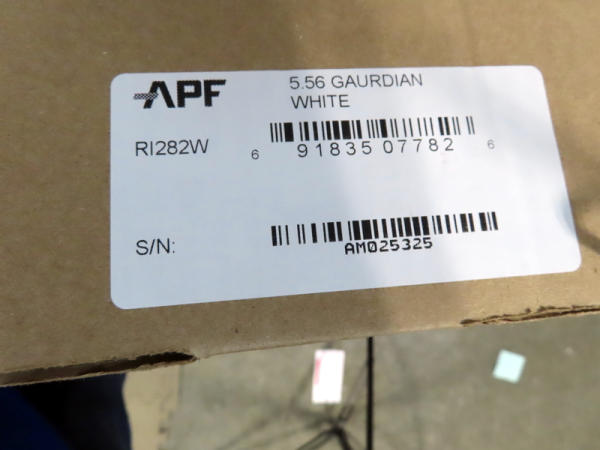 APF
5.56 GAURDIAN
WHITE
RI282W
6 91835 07782 6
S/N:
AM025325